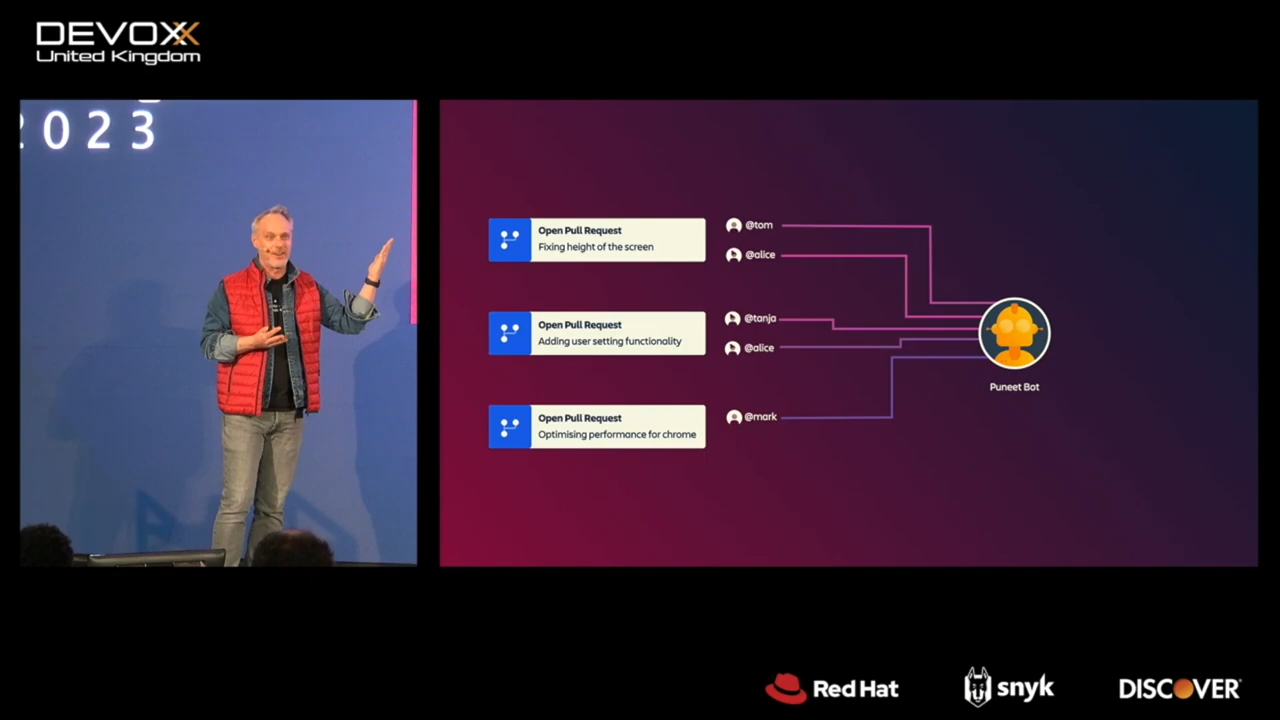 DEVOXX
United Kingdom
2023
Open Pull Request
Fixing height of the screen
@tom
@alice
Open Pull Request
Adding user setting functionality
@tanja
@alice
Open Pull Request
Optimising performance for chrome
@mark
Puneet Bot
Red Hat
snyk
DISCOVER